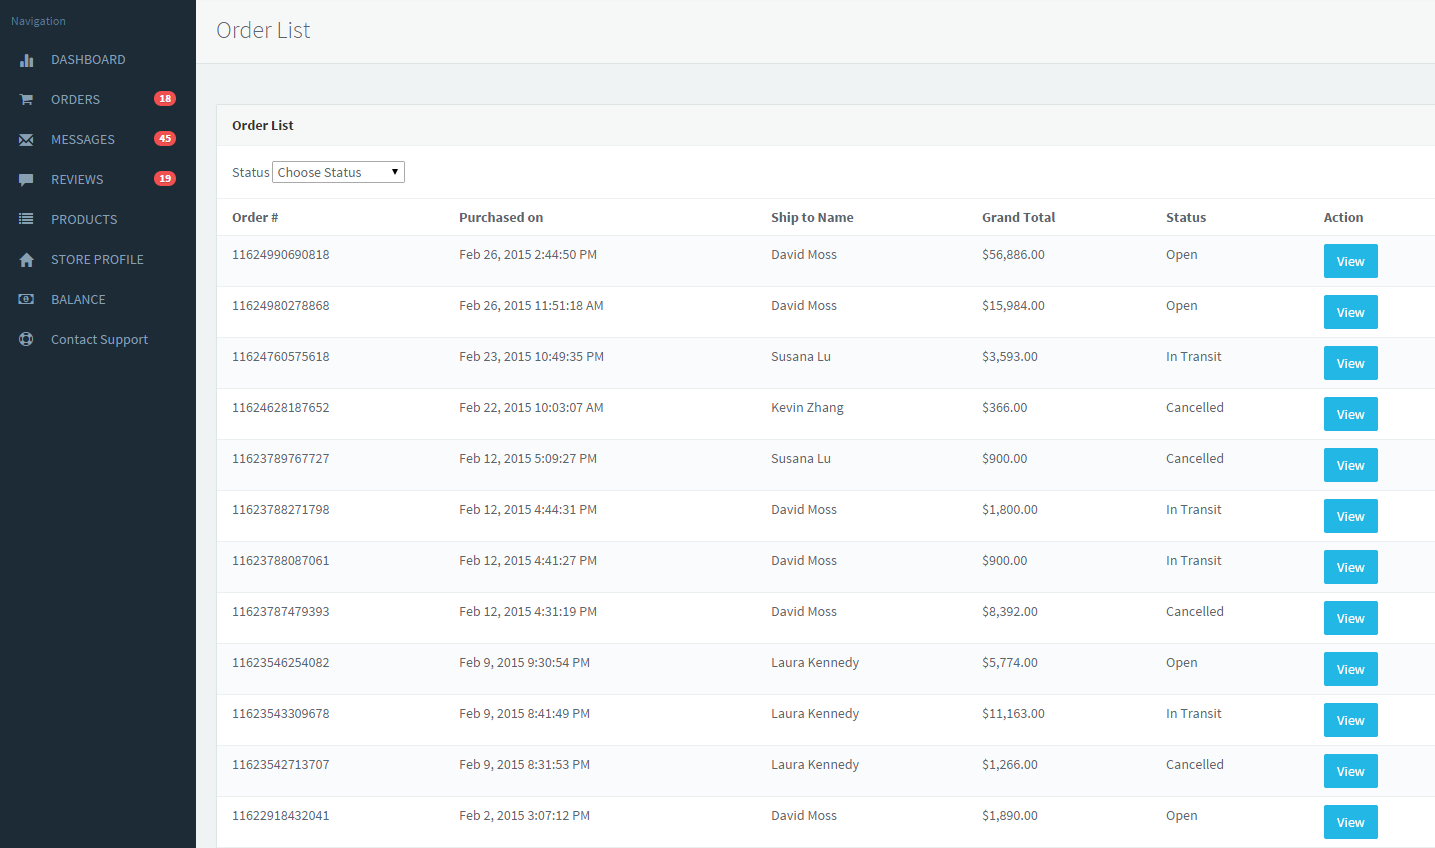 Navigation
DASHBOARD
ORDERS 18
MESSAGES 45
REVIEWS 19
PRODUCTS
STORE PROFILE
BALANCE
Contact Support
Order List
Order List
Status Choose Status
Order # Purchased on Ship to Name Grand Total Status Action
11624990690818 Feb 26, 2015 2:44:50 PM David Moss $56,886.00 Open View
11624980278868 Feb 26, 2015 11:51:18 AM David Moss $15,984.00 Open View
11624760575618 Feb 23, 2015 10:49:35 PM Susana Lu $3,593.00 In Transit View
11624628187652 Feb 22, 2015 10:03:07 AM Kevin Zhang $366.00 Cancelled View
11623789767727 Feb 12, 2015 5:09:27 PM Susana Lu $900.00 Cancelled View
11623788271798 Feb 12, 2015 4:44:31 PM David Moss $1,800.00 In Transit View
11623788087061 Feb 12, 2015 4:41:27 PM David Moss $900.00 In Transit View
11623787479393 Feb 12, 2015 4:31:19 PM David Moss $8,392.00 Cancelled View
11623546254082 Feb 9, 2015 9:30:54 PM Laura Kennedy $5,774.00 Open View
11623543309678 Feb 9, 2015 8:41:49 PM Laura Kennedy $11,163.00 In Transit View
11623542713707 Feb 9, 2015 8:31:53 PM Laura Kennedy $1,266.00 Cancelled View
11622918432041 Feb 2, 2015 3:07:12 PM David Moss $1,890.00 Open View